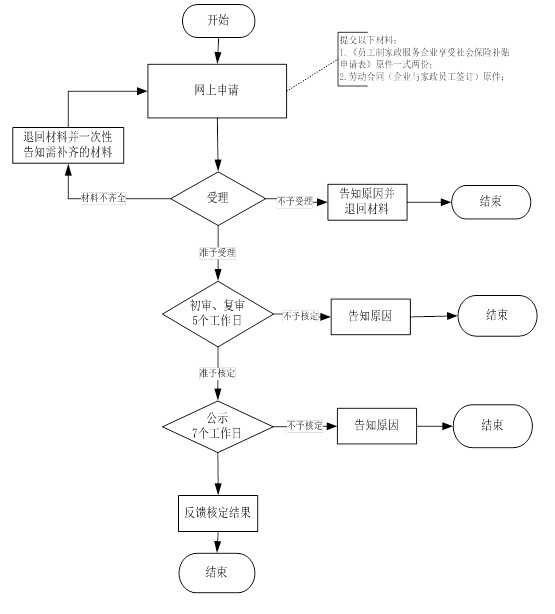 开始
提交以下材料：
1.《员工制家政服务企业享受社会保险补贴
申请表》原件一式两份；
2.劳动合同（企业与家政员工签订）原件；
网上申请
退回材料并一次性
告知需补齐的材料
材料不齐全
受理
不予受理
告知原因并
退回材料
结束
准予受理
初审、复审
5个工作日
不予核定
告知原因
结束
准予核定
公示
7个工作日
不予核定
告知原因
结束
反馈核定结果
结束